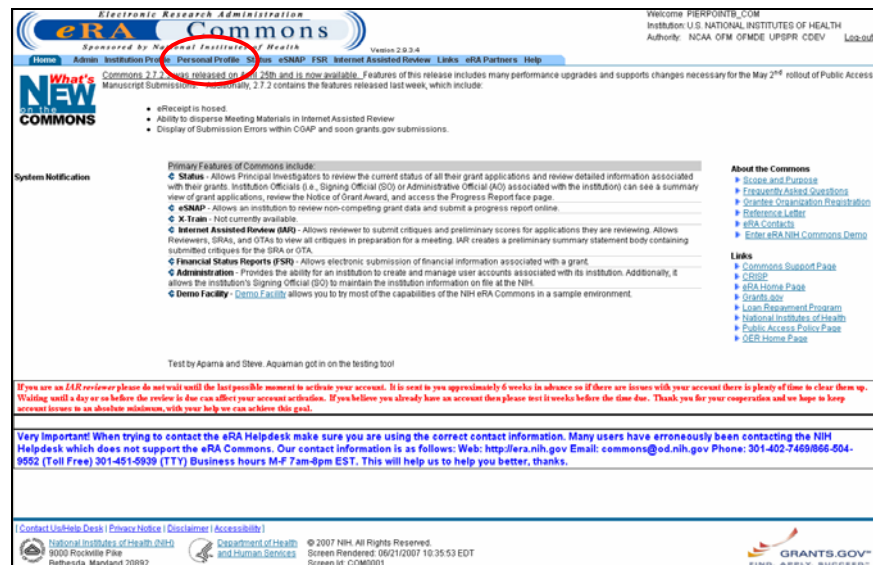 Electronic Research Administration
eRA Commons
Sponsored by National Institutes of Health
Version 2.9.3.4
Welcome PIERPOINTB_COM
Institution: U.S. NATIONAL INSTITUTES OF HEALTH
Authority: NCAA OFM OFMDE UPSPR CDEV Log-out
Home Admin Institution Profile Personal Profile Status eSNAP FSR Internet Assisted Review Links eRA Partners Help
What's NEW on the COMMONS
Commons 2.7.2 was released on April 25th and is now available. Features of this release includes many performance upgrades and supports changes necessary for the May 2nd rollout of Public Access
Manuscript Submissions. Additionally, 2.7.2 contains the features released last week, which include:
• eReceipt is hosed.
• Ability to disperse Meeting Materials in Internet Assisted Review
• Display of Submission Errors within CGAP and soon grants.gov submissions.
System Notification
Primary Features of Commons include:
Status - Allows Principal Investigators to review the current status of all their grant applications and review detailed information associated
with their grants. Institution Officials (i.e., Signing Official (SO) or Administrative Official (AO) associated with the institution) can see a summary
view of grant applications, review the Notice of Grant Award, and access the Progress Report face page.
eSNAP - Allows an institution to review non-competing grant data and submit a progress report online.
X-Train - Not currently available.
Internet Assisted Review (IAR) - Allows reviewer to submit critiques and preliminary scores for applications they are reviewing. Allows
Reviewers, SRAs, and GTAs to view all critiques in preparation for a meeting. IAR creates a preliminary summary statement body containing
submitted critiques for the SRA or GTA.
Financial Status Reports (FSR) - Allows electronic submission of financial information associated with a grant.
Administration - Provides the ability for an institution to create and manage user accounts associated with its institution. Additionally, it
allows the institution's Signing Official (SO) to maintain the institution information on file at the NIH.
Demo Facility - Demo Facility allows you to try most of the capabilities of the NIH eRA Commons in a sample environment.
Test by Aparna and Steve. Aquaman got in on the testing too!
About the Commons
Scope and Purpose
Frequently Asked Questions
Grantee Organization Registration
Reference Letter
eRA Contacts
Enter eRA NIH Commons Demo
Links
Commons Support Page
CRISP
eRA Home Page
Grants.gov
Loan Repayment Program
National Institutes of Health
Public Access Policy Page
OER Home Page
If you are an IAR reviewer please do not wait until the last possible moment to activate your account. It is sent to you approximately 6 weeks in advance so if there are issues with your account there is plenty of time to clear them up.
Waiting until a day or so before the review is due can affect your account activation. If you believe you already have an account then please test it weeks before the time due. Thank you for your cooperation and we hope to keep
account issues to an absolute minimum, with your help we can achieve this goal.
Very Important! When trying to contact the eRA Helpdesk make sure you are using the correct contact information. Many users have erroneously been contacting the NIH
Helpdesk which does not support the eRA Commons. Our contact information is as follows: Web: http://era.nih.gov Email: commons@od.nih.gov Phone: 301-402-7469/866-504-
9552 (Toll Free) 301-451-5939 (TTY) Business hours M-F 7am-8pm EST. This will help us to help you better, thanks.
[ Contact Us/Help Desk | Privacy Notice | Disclaimer | Accessibility ]
National Institutes of Health (NIH)
9000 Rockville Pike
Bethesda, Maryland 20892
Department of Health
and Human Services
© 2007 NIH. All Rights Reserved.
Screen Rendered: 06/21/2007 10:35:53 EDT
Screen Id: COM0001
GRANTS.GOV℠
FIND. APPLY. SUCCEED.℠